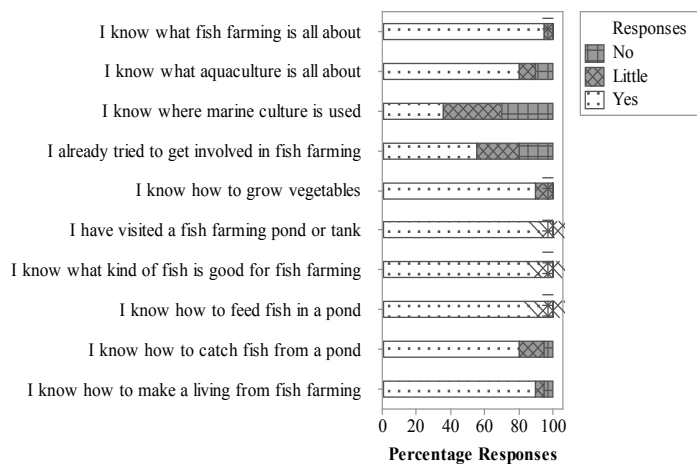 I know what fish farming is all about
I know what aquaculture is all about
I know where marine culture is used
I already tried to get involved in fish farming
I know how to grow vegetables
I have visited a fish farming pond or tank
I know what kind of fish is good for fish farming
I know how to feed fish in a pond
I know how to catch fish from a pond
I know how to make a living from fish farming
0 20 40 60 80 100
Percentage Responses
Responses
No
Little
Yes